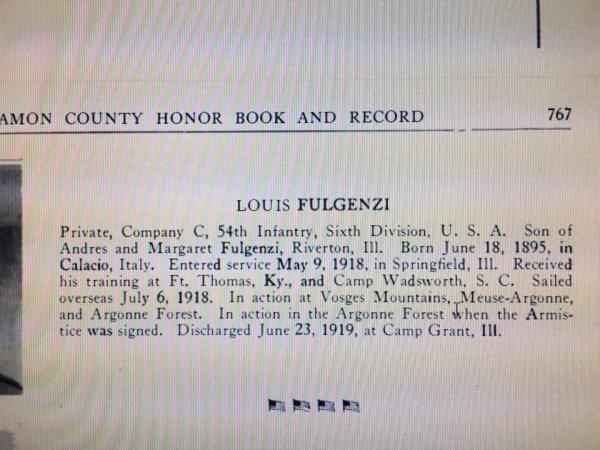 AMON COUNTY HONOR BOOK AND RECORD 767
LOUIS FULGENZI
Private, Company C, 54th Infantry, Sixth Division, U. S. A. Son of
Andres and Margaret Fulgenzi, Riverton, Ill. Born June 18, 1895, in
Calacio, Italy. Entered service May 9, 1918, in Springfield, Ill. Received
his training at Ft. Thomas, Ky., and Camp Wadsworth, S. C. Sailed
overseas July 6, 1918. In action at Vosges Mountains, Meuse-Argonne,
and Argonne Forest. In action in the Argonne Forest when the Armis-
tice was signed. Discharged June 23, 1919, at Camp Grant, Ill.